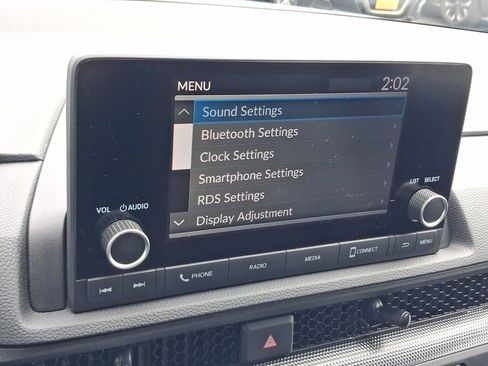 MENU 2:02
Sound Settings
Bluetooth Settings
Clock Settings
Smartphone Settings
RDS Settings
Display Adjustment
VOL AUDIO
LIST SELECT
PHONE RADIO MEDIA CONNECT MENU